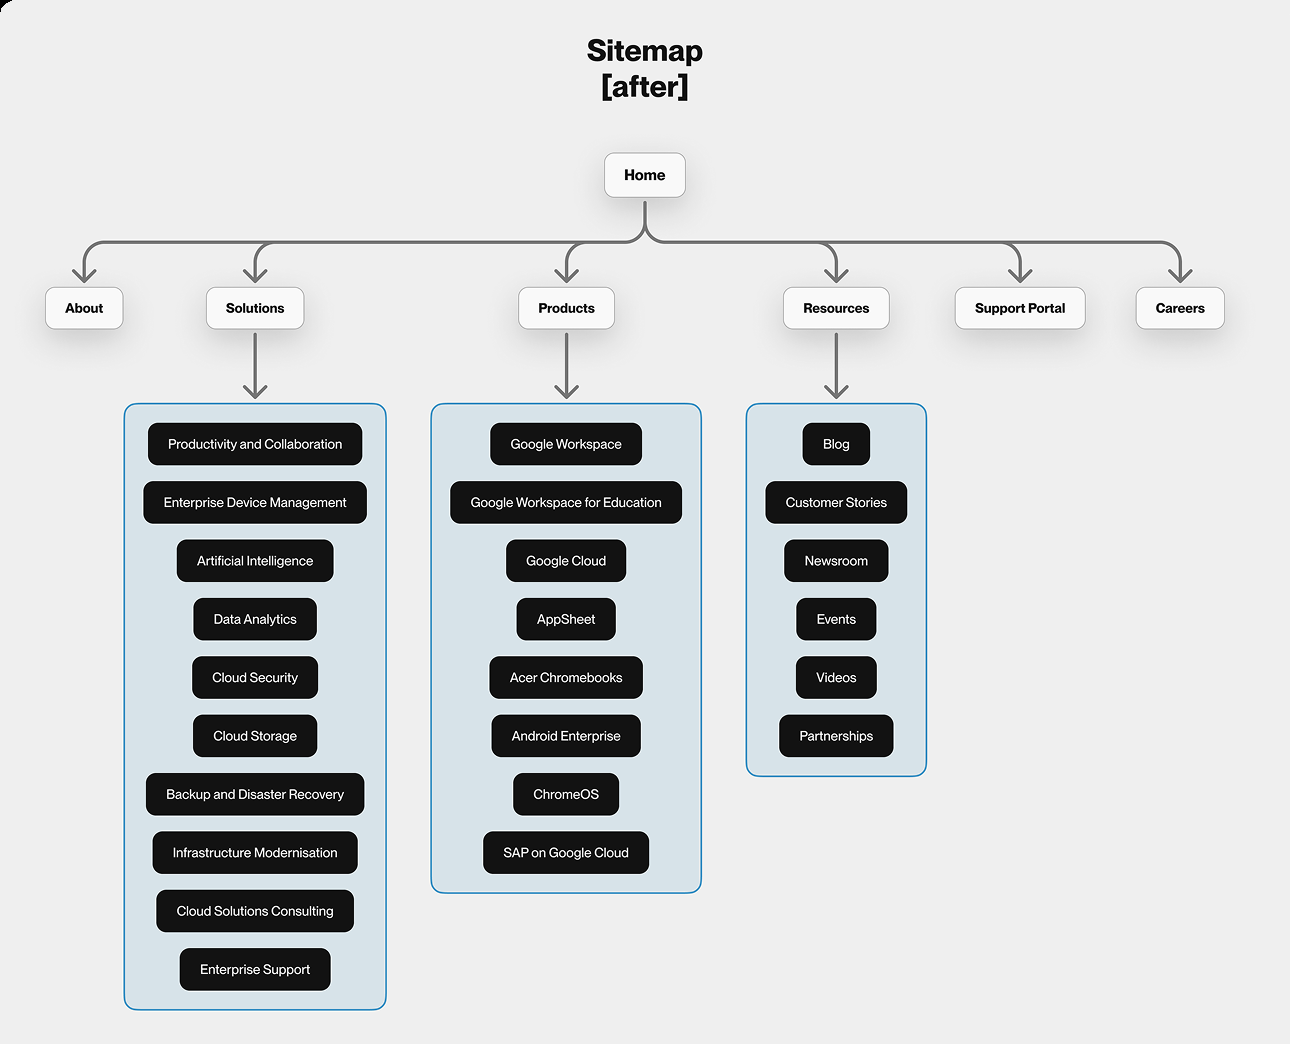 Sitemap
[after]
Home
About
Solutions
Products
Resources
Support Portal
Careers
Productivity and Collaboration
Enterprise Device Management
Artificial Intelligence
Data Analytics
Cloud Security
Cloud Storage
Backup and Disaster Recovery
Infrastructure Modernisation
Cloud Solutions Consulting
Enterprise Support
Google Workspace
Google Workspace for Education
Google Cloud
AppSheet
Acer Chromebooks
Android Enterprise
ChromeOS
SAP on Google Cloud
Blog
Customer Stories
Newsroom
Events
Videos
Partnerships